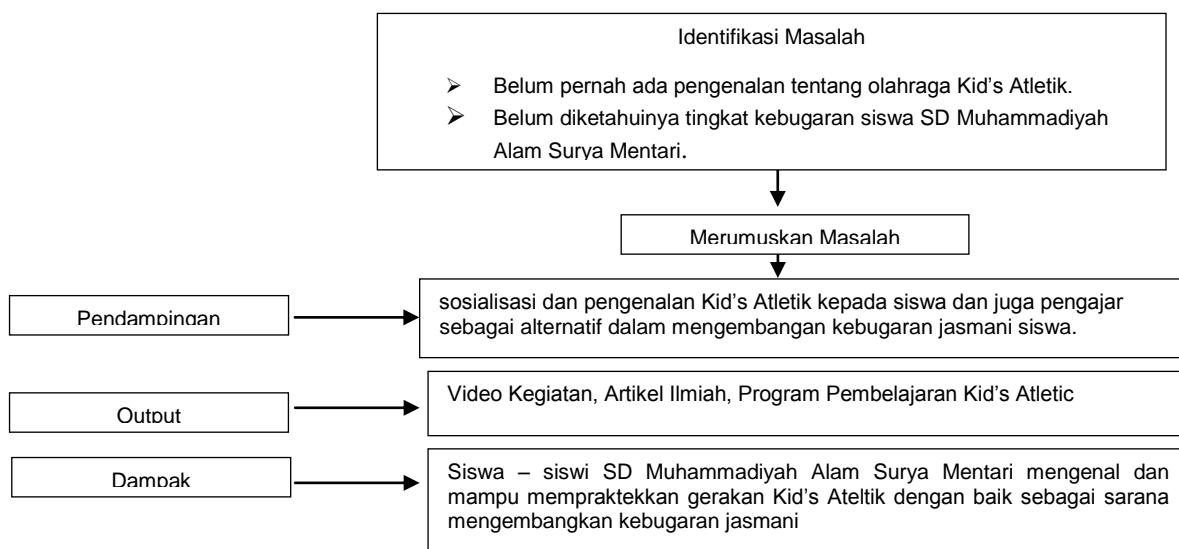 Identifikasi Masalah
➢ Belum pernah ada pengenalan tentang olahraga Kid’s Atletik.
➢ Belum diketahuinya tingkat kebugaran siswa SD Muhammadiyah
Alam Surya Mentari.
Merumuskan Masalah
Pendampingan
sosialisasi dan pengenalan Kid’s Atletik kepada siswa dan juga pengajar
sebagai alternatif dalam mengembangan kebugaran jasmani siswa.
Output
Video Kegiatan, Artikel Ilmiah, Program Pembelajaran Kid’s Atletic
Dampak
Siswa – siswi SD Muhammadiyah Alam Surya Mentari mengenal dan
mampu mempraktekkan gerakan Kid’s Ateltik dengan baik sebagai sarana
mengembangkan kebugaran jasmani